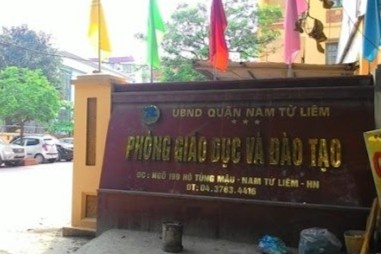 UBND QUẬN NAM TỪ LIÊM
PHÒNG GIÁO DỤC VÀ ĐÀO TẠO
ĐC : NGÕ 199 HỒ TÙNG MẬU - NAM TỪ LIÊM - HN
ĐT: 04.3763.4416